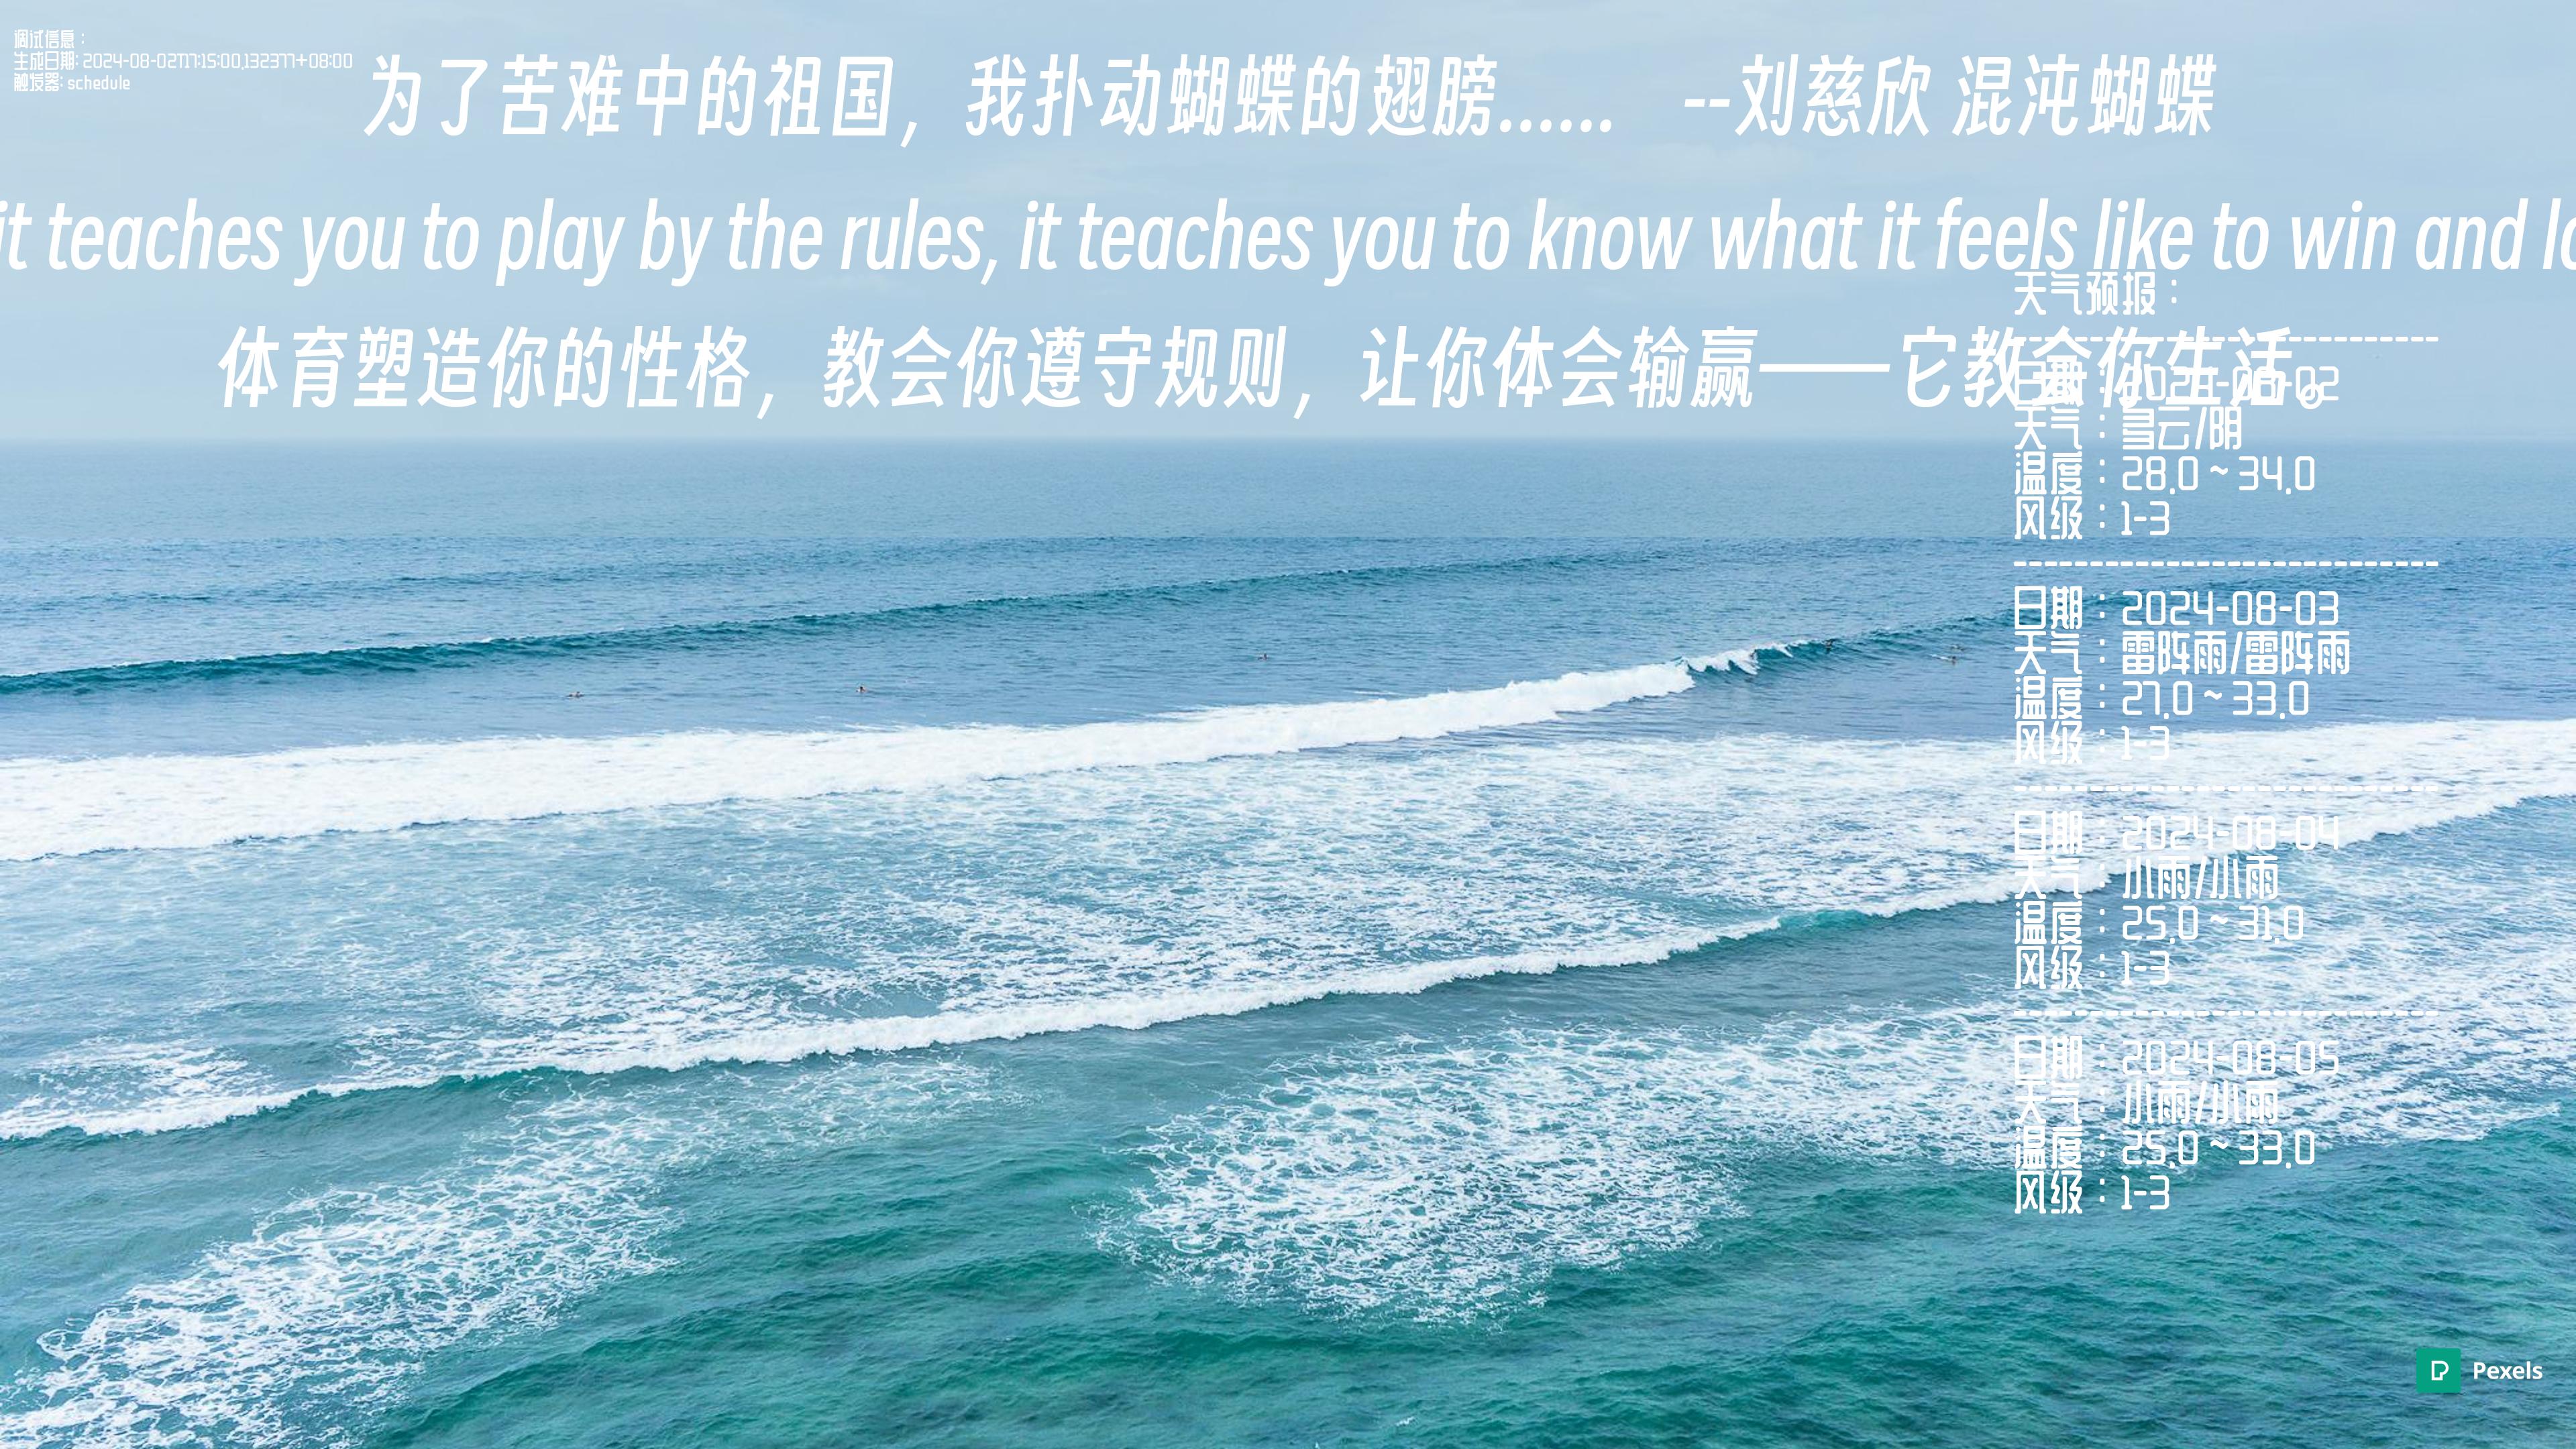 调试信息：
生成日期: 2024-08-02T17:15:00.132377+08:00
触发器: schedule
为了苦难中的祖国，我扑动蝴蝶的翅膀...... --刘慈欣 混沌蝴蝶
it teaches you to play by the rules, it teaches you to know what it feels like to win and
体育塑造你的性格，教会你遵守规则，让你体会输赢——它教会你生活。
天气预报：
----------------------------
日期：2024-08-02
天气：多云/阴
温度：28.0 ~ 34.0
风级：1-3
----------------------------
日期：2024-08-03
天气：雷阵雨/雷阵雨
温度：27.0 ~ 33.0
风级：1-3
----------------------------
日期：2024-08-04
天气：小雨/小雨
温度：25.0 ~ 31.0
风级：1-3
----------------------------
日期：2024-08-05
天气：小雨/小雨
温度：25.0 ~ 33.0
风级：1-3
Pexels